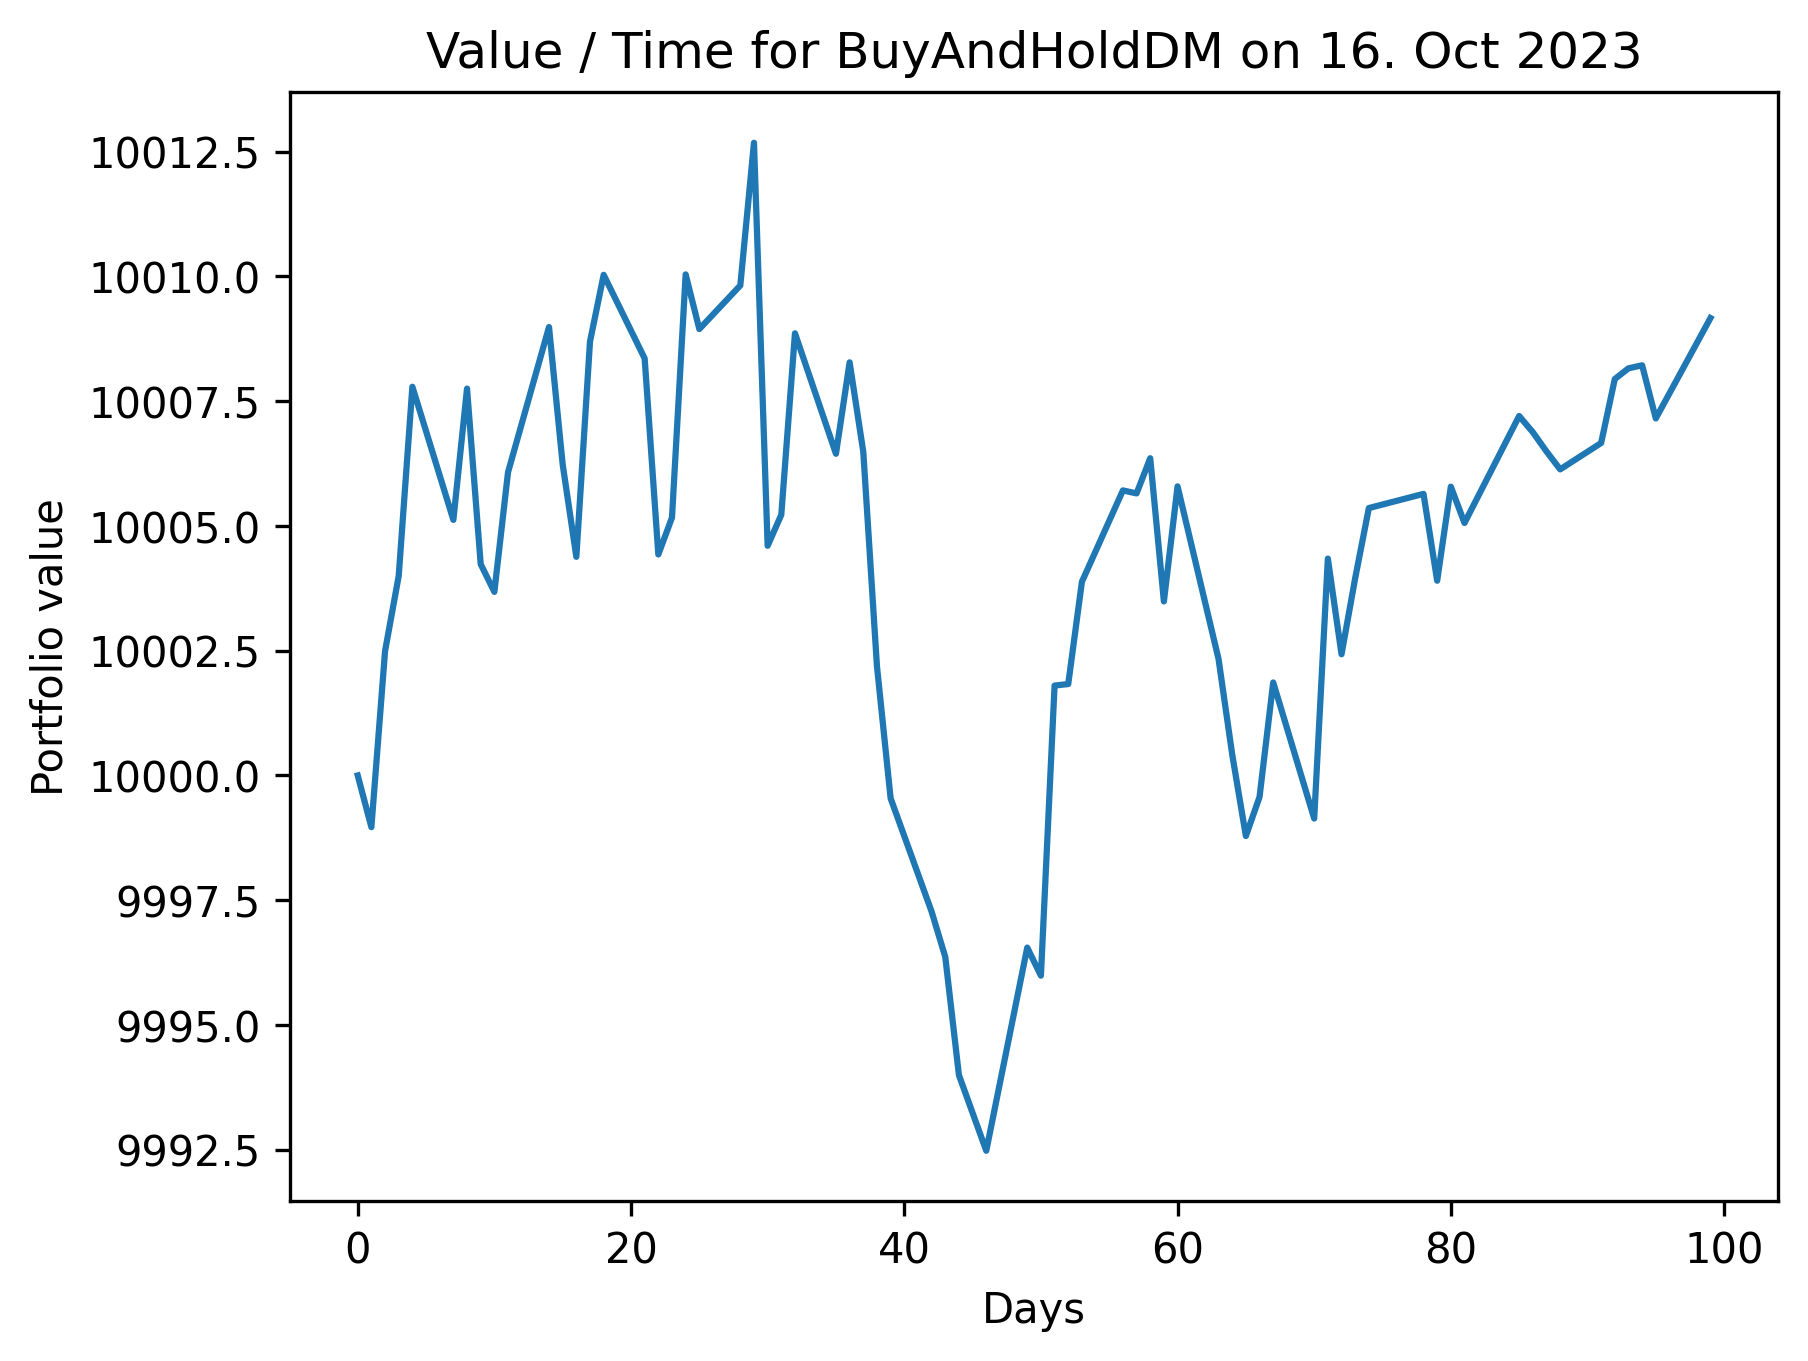 Value / Time for BuyAndHoldDM on 16. Oct 2023
10012.5
10010.0
10007.5
10005.0
10002.5
10000.0
9997.5
9995.0
9992.5
Portfolio value
0 20 40 60 80 100
Days